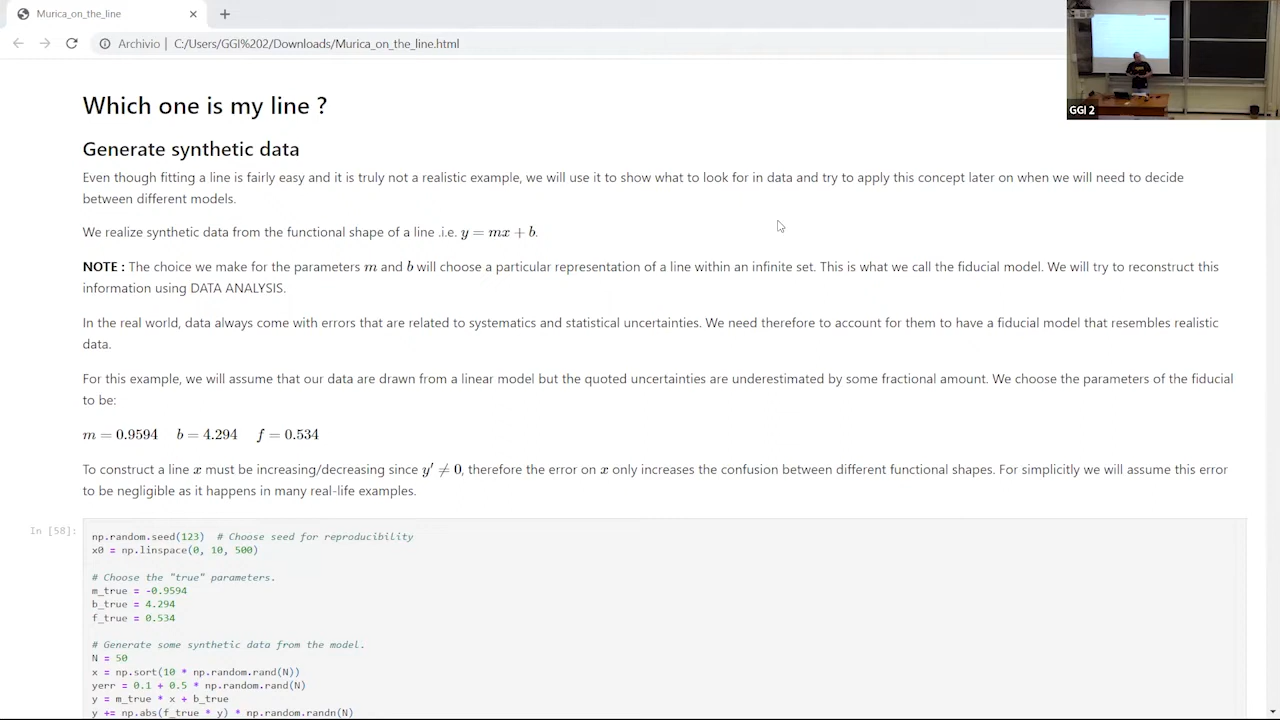 Murica_on_the_line
Archivio | C:/Users/GGI%202/Downloads/Murica_on_the_line.html
GGI 2
Which one is my line ?
Generate synthetic data
Even though fitting a line is fairly easy and it is truly not a realistic example, we will use it to show what to look for in data and try to apply this concept later on when we will need to decide
between different models.
We realize synthetic data from the functional shape of a line .i.e. y = mx + b.
NOTE : The choice we make for the parameters m and b will choose a particular representation of a line within an infinite set. This is what we call the fiducial model. We will try to reconstruct this
information using DATA ANALYSIS.
In the real world, data always come with errors that are related to systematics and statistical uncertainties. We need therefore to account for them to have a fiducial model that resembles realistic
data.
For this example, we will assume that our data are drawn from a linear model but the quoted uncertainties are underestimated by some fractional amount. We choose the parameters of the fiducial
to be:
m = 0.9594 b = 4.294 f = 0.534
To construct a line x must be increasing/decreasing since y′ ≠ 0, therefore the error on x only increases the confusion between different functional shapes. For simplicitly we will assume this error
to be negligible as it happens in many real-life examples.
In [58]:
np.random.seed(123) # Choose seed for reproducibility
x0 = np.linspace(0, 10, 500)
# Choose the "true" parameters.
m_true = -0.9594
b_true = 4.294
f_true = 0.534
# Generate some synthetic data from the model.
N = 50
x = np.sort(10 * np.random.rand(N))
yerr = 0.1 + 0.5 * np.random.rand(N)
y = m_true * x + b_true
y += np.abs(f_true * y) * np.random.randn(N)